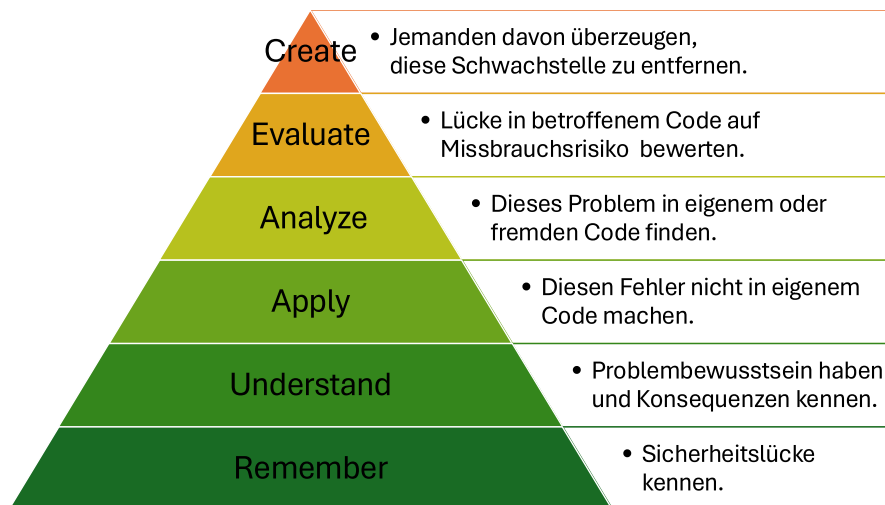 Create
• Jemanden davon überzeugen,
diese Schwachstelle zu entfernen.
Evaluate
• Lücke in betroffenem Code auf
Missbrauchsrisiko bewerten.
Analyze
• Dieses Problem in eigenem oder
fremden Code finden.
Apply
• Diesen Fehler nicht in eigenem
Code machen.
Understand
• Problembewusstsein haben
und Konsequenzen kennen.
Remember
• Sicherheitslücke
kennen.